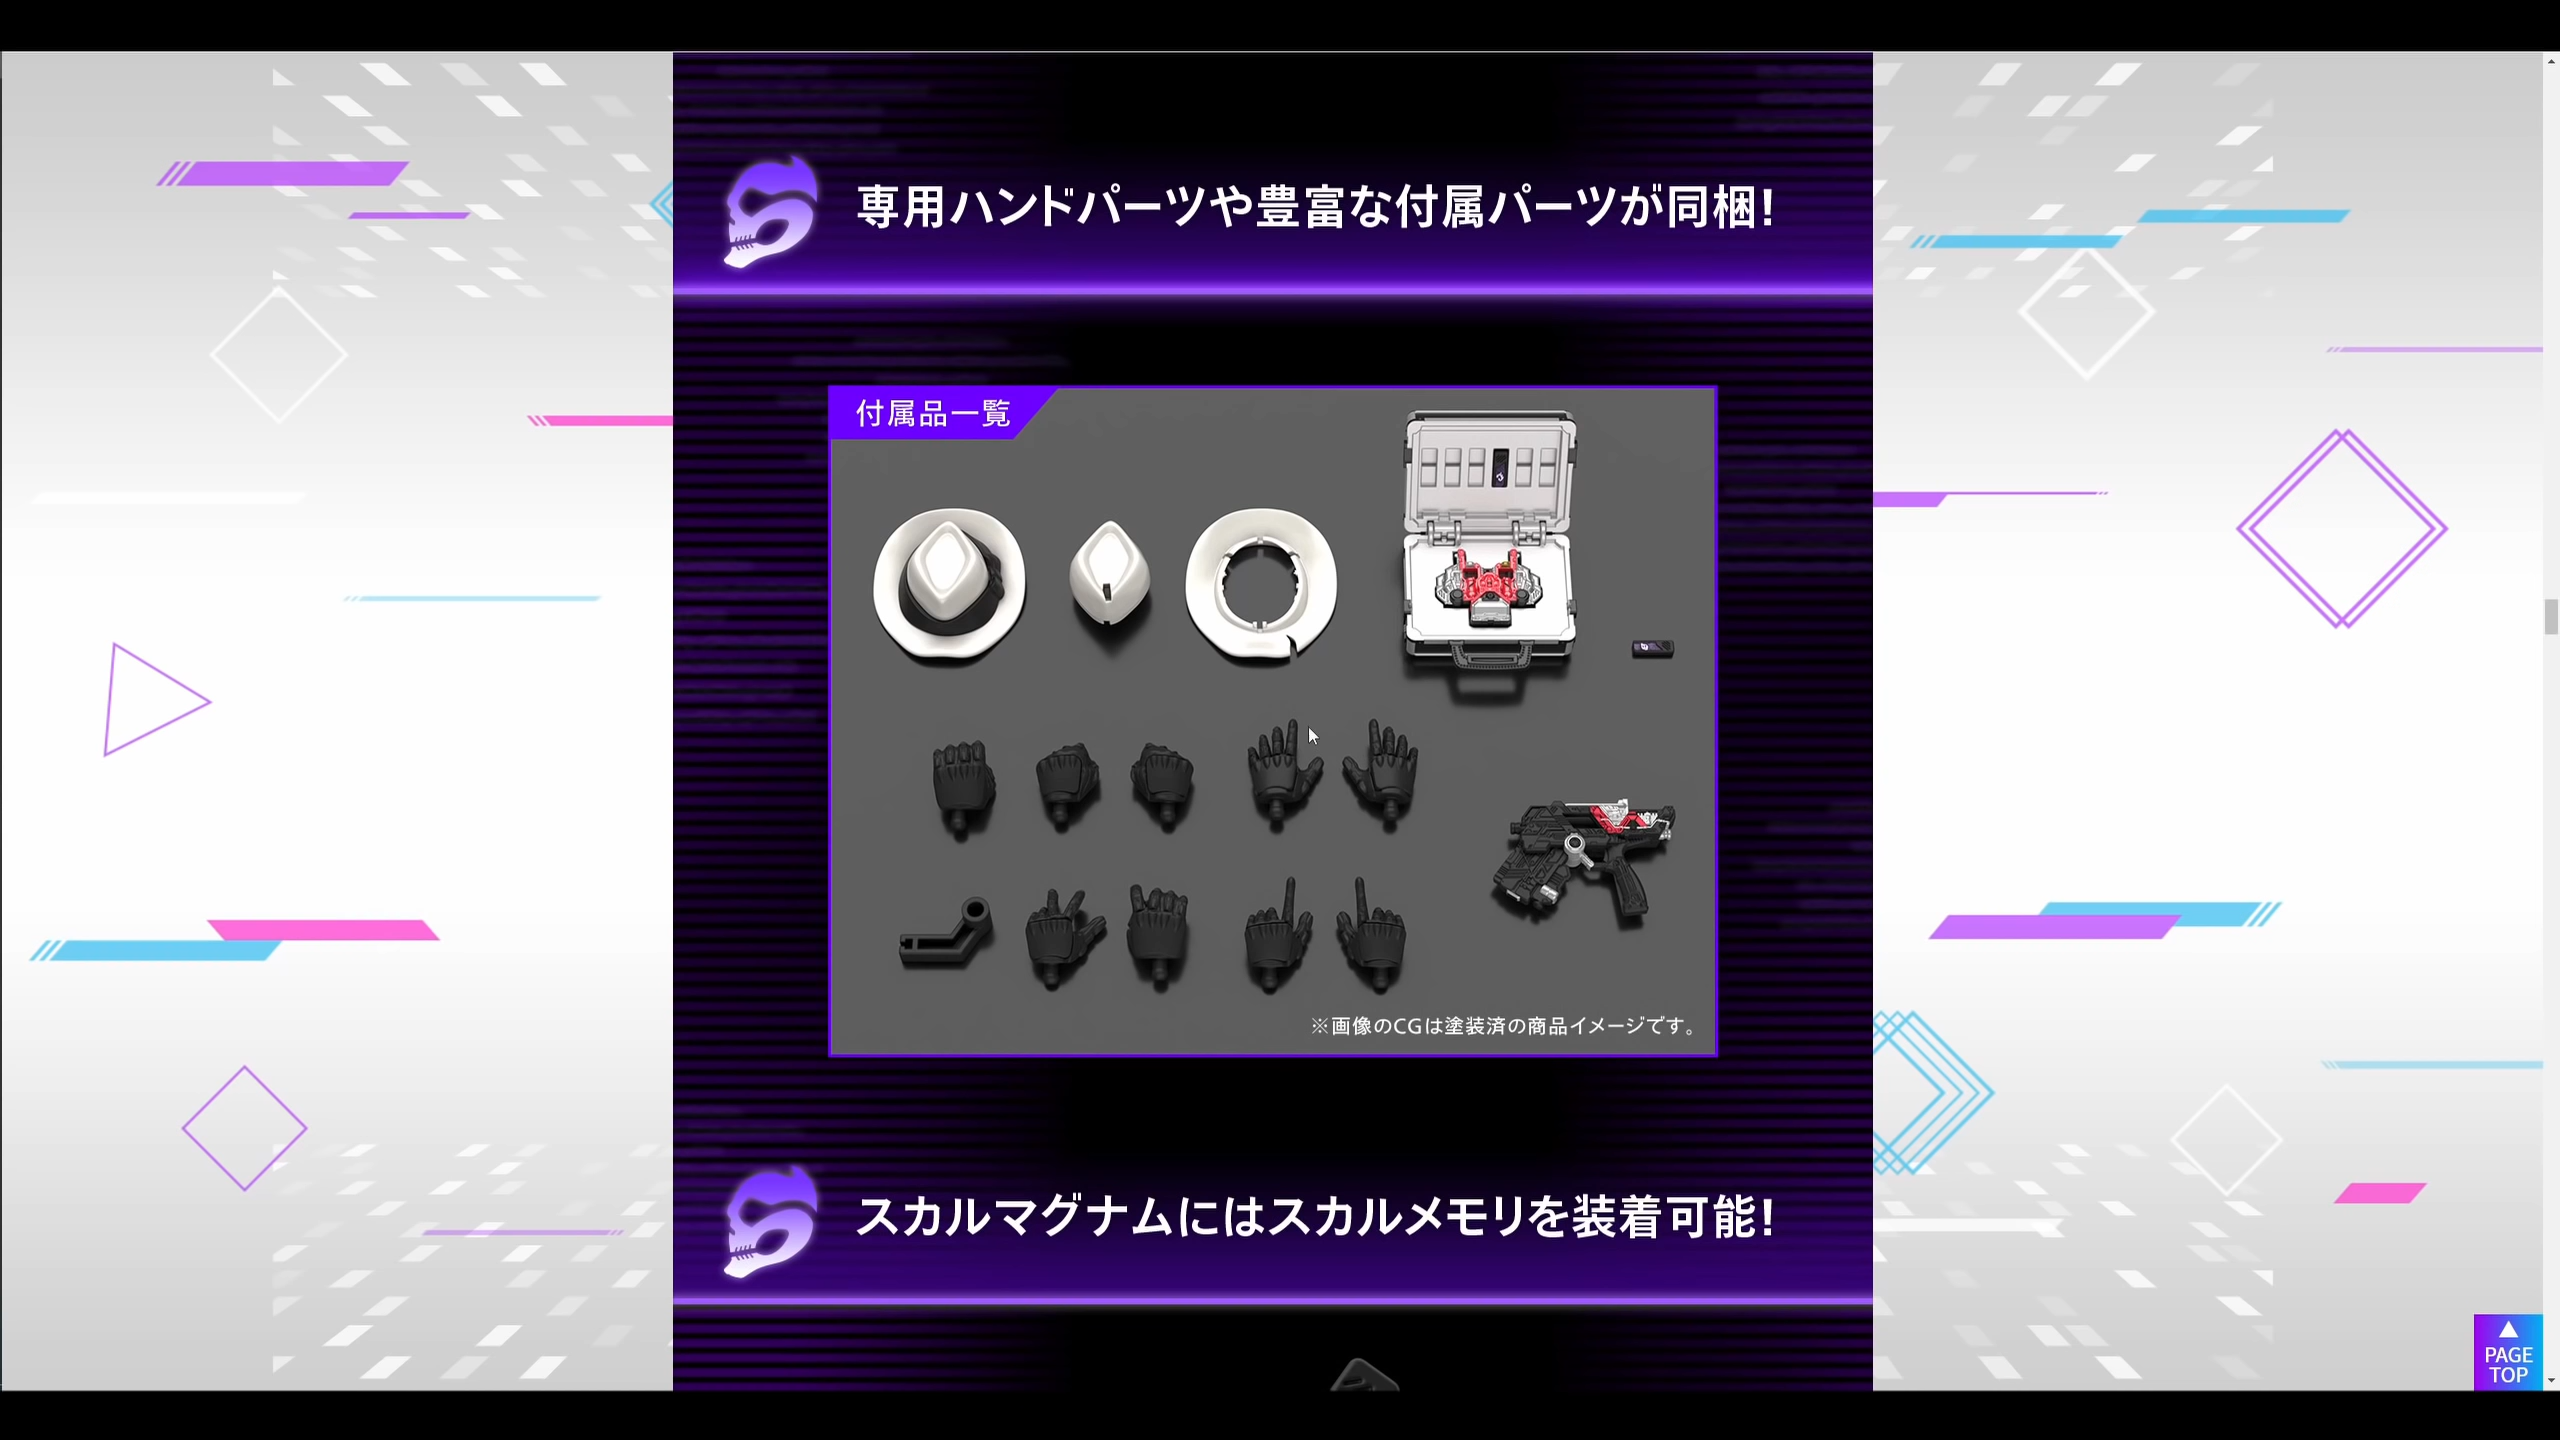 専用ハンドパーツや豊富な付属パーツが同梱!
付属品一覧
※画像のCGは塗装済の商品イメージです。
スカルマグナムにはスカルメモリを装着可能!
PAGE
TOP